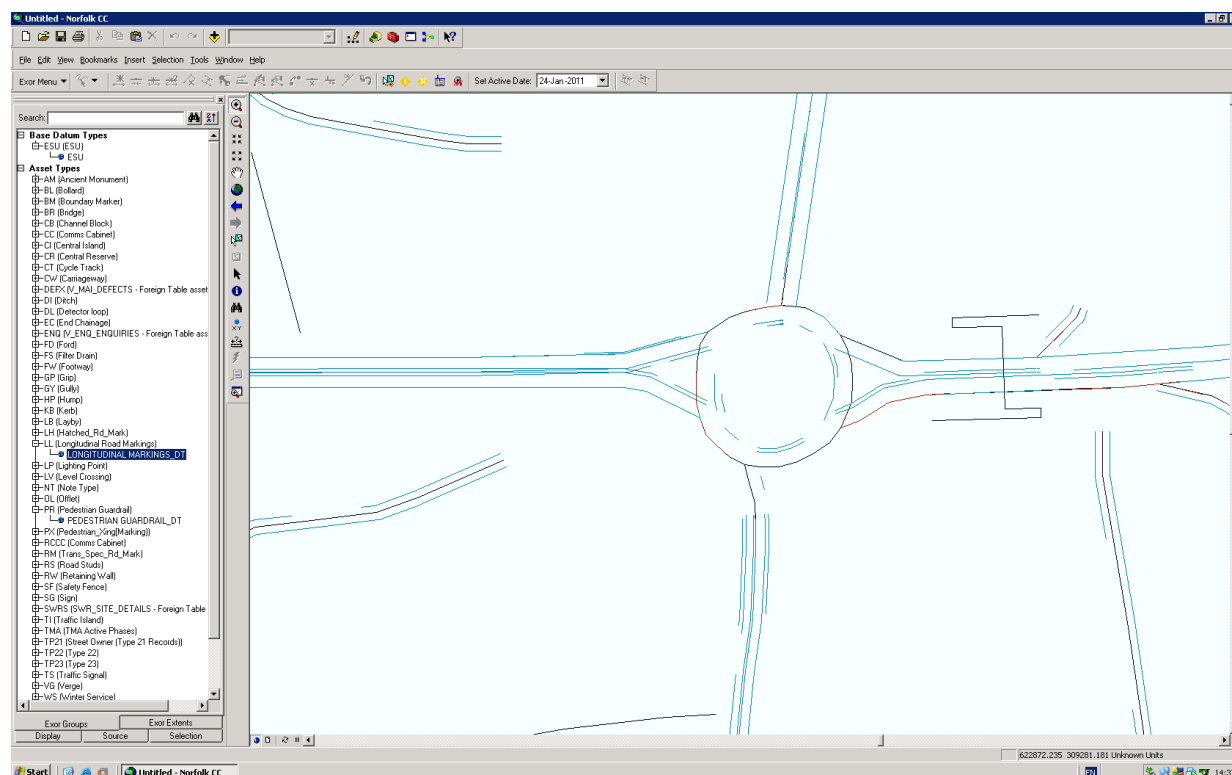 Untitled - Norfolk CC
File Edit View Bookmarks Insert Selection Tools Window Help
Exor Menu
Set Active Date: 24-Jan-2011
Search:
Base Datum Types
ESU (ESU)
ESU
Asset Types
AM (Ancient Monument)
BL (Bollard)
BM (Boundary Marker)
BR (Bridge)
CB (Channel Block)
CC (Comms Cabinet)
CI (Central Island)
CR (Central Reserve)
CT (Cycle Track)
CW (Carriageway)
DEFX (V_MAI_DEFECTS - Foreign Table asset
DI (Ditch)
DL (Detector loop)
EC (End Chainage)
ENQ (V_ENQ_ENQUIRIES - Foreign Table ass
FD (Ford)
FS (Filter Drain)
FW (Footway)
GP (Grip)
GY (Gully)
HP (Hump)
KB (Kerb)
LB (Layby)
LH (Hatched_Rd_Mark)
LL (Longitudinal Road Markings)
LONGITUDINAL MARKINGS_DT
LP (Lighting Point)
LV (Level Crossing)
NT (Note Type)
OL (Offlet)
PR (Pedestrian Guardrail)
PEDESTRIAN GUARDRAIL_DT
PX (Pedestrian_Xing(Marking))
RCCC (Comms Cabinet)
RM (Trans_Spec_Rd_Mark)
RS (Road Studs)
RW (Retaining Wall)
SF (Safety Fence)
SG (Sign)
SWRS (SWR_SITE_DETAILS - Foreign Table
TI (Traffic Island)
TMA (TMA Active Phases)
TP21 (Street Owner (Type 21 Records))
TP22 (Type 22)
TP23 (Type 23)
TS (Traffic Signal)
VG (Verge)
WS (Winter Service)
Exor Groups Exor Extents
Display Source Selection
XY
622872.235 309281.181 Unknown Units
Start Untitled - Norfolk CC EN